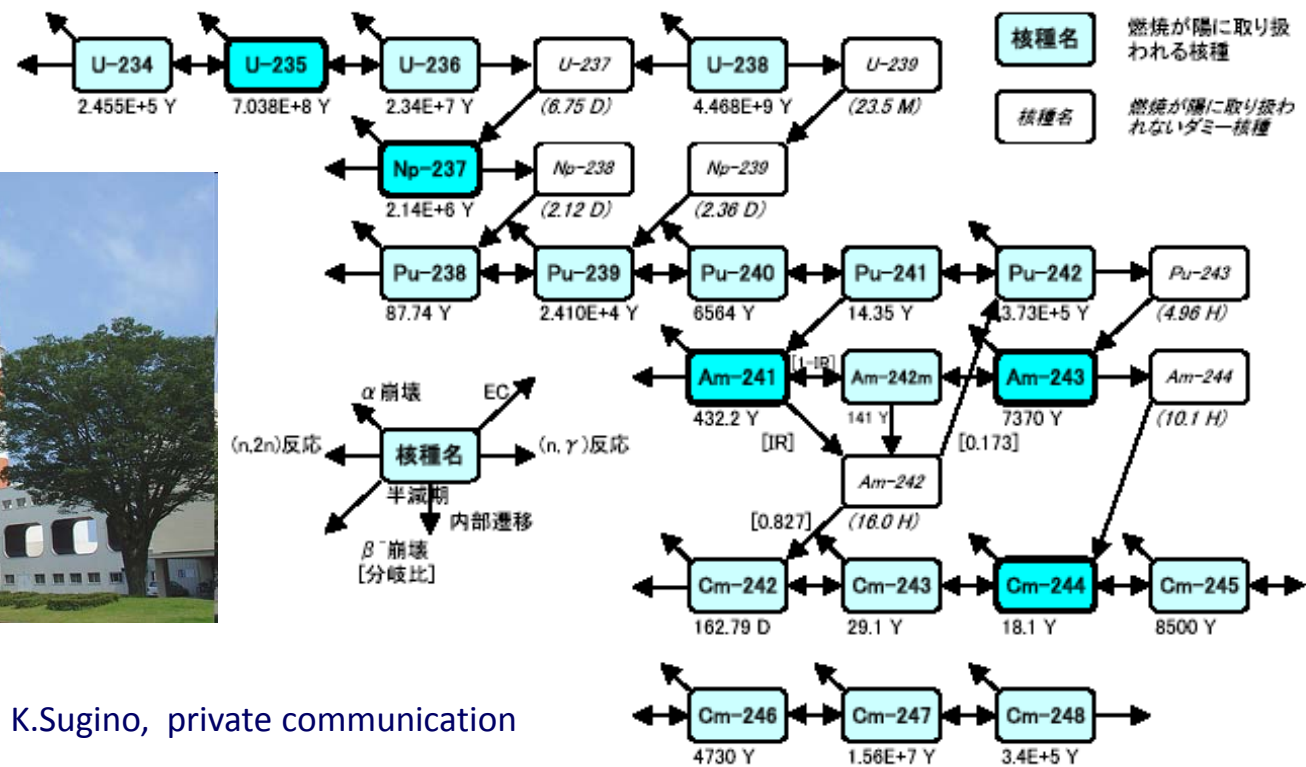 U-234
U-235
U-236
U-237
U-238
U-239
2.455E+5 Y
7.038E+8 Y
2.34E+7 Y
(6.75 D)
4.468E+9 Y
(23.5 M)
核種名
燃焼が陽に取り扱
われる核種
核種名
燃焼が陽に取り扱わ
れないダミー核種
Np-237
Np-238
Np-239
2.14E+6 Y
(2.12 D)
(2.36 D)
Pu-238
Pu-239
Pu-240
Pu-241
Pu-242
Pu-243
87.74 Y
2.410E+4 Y
6564 Y
14.35 Y
3.73E+5 Y
(4.96 H)
Am-241
[1-IR]
Am-242m
Am-243
Am-244
432.2 Y
141 Y
7370 Y
(10.1 H)
[IR]
[0.173]
Am-242
[0.827]
(16.0 H)
α崩壊
EC
(n,2n)反応
核種名
(n,γ)反応
半減期
内部遷移
β⁻崩壊
[分岐比]
Cm-242
Cm-243
Cm-244
Cm-245
162.79 D
29.1 Y
18.1 Y
8500 Y
Cm-246
Cm-247
Cm-248
4730 Y
1.56E+7 Y
3.4E+5 Y
K.Sugino, private communication